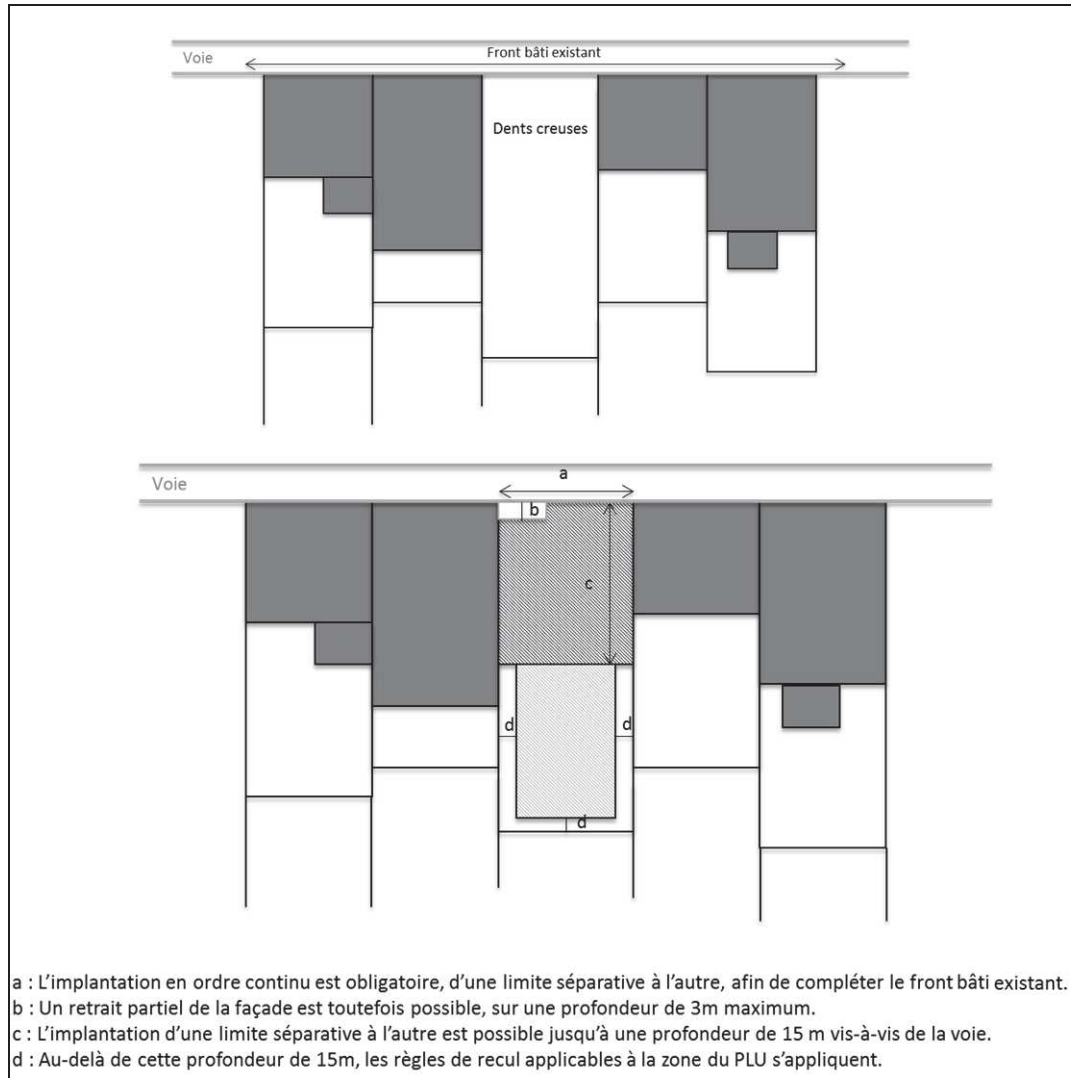 Voie
Front bâti existant
Dents creuses
Voie
a
b
c
d
d
d
a : L’implantation en ordre continu est obligatoire, d’une limite séparative à l’autre, afin de compléter le front bâti existant.
b : Un retrait partiel de la façade est toutefois possible, sur une profondeur de 3m maximum.
c : L’implantation d’une limite séparative à l’autre est possible jusqu’à une profondeur de 15 m vis-à-vis de la voie.
d : Au-delà de cette profondeur de 15m, les règles de recul applicables à la zone du PLU s’appliquent.